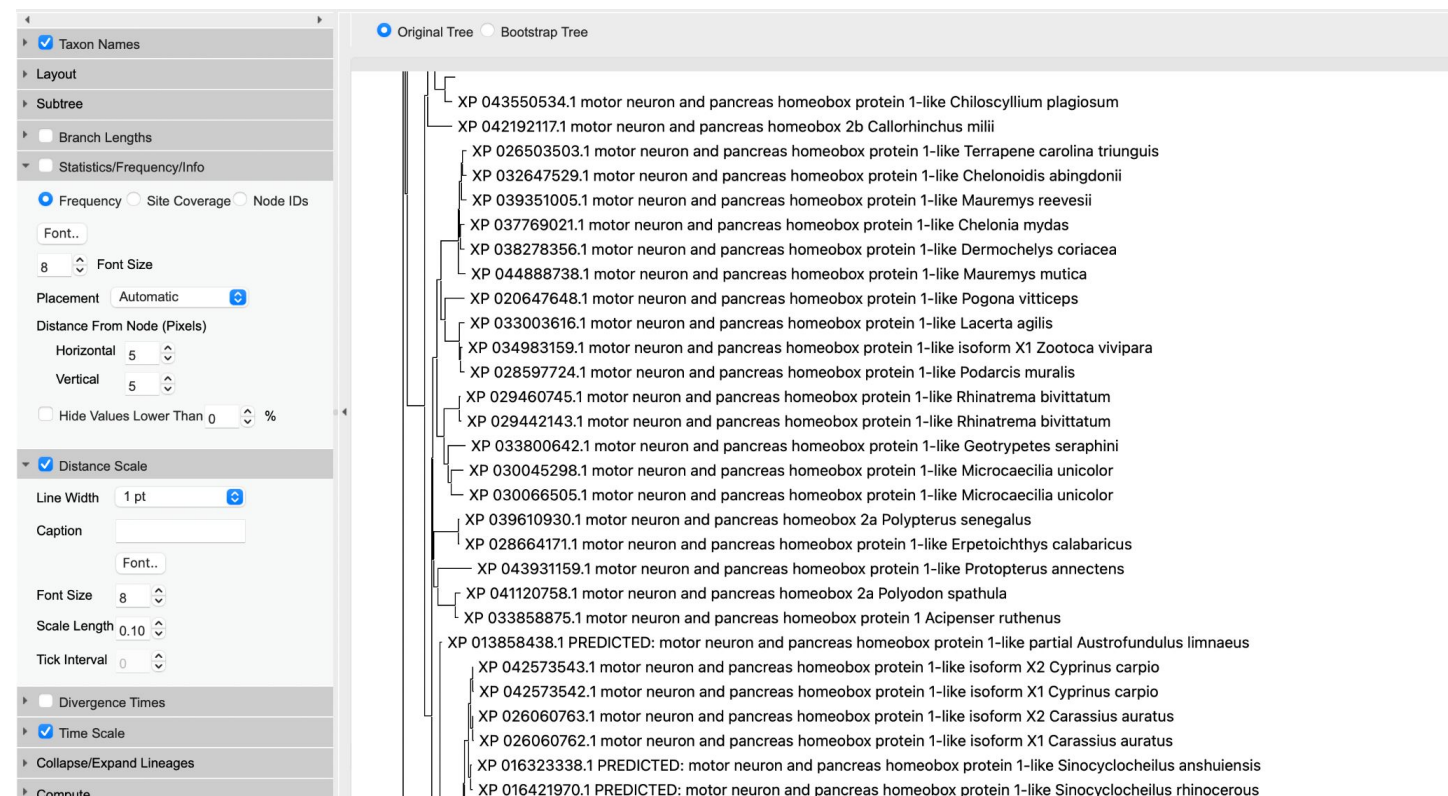 Taxon Names
Layout
Subtree
Branch Lengths
Statistics/Frequency/Info
Frequency Site Coverage Node IDs
Font..
8 Font Size
Placement Automatic
Distance From Node (Pixels)
Horizontal 5
Vertical 5
Hide Values Lower Than 0 %
Distance Scale
Line Width 1 pt
Caption
Font..
Font Size 8
Scale Length 0.10
Tick Interval 0
Divergence Times
Time Scale
Collapse/Expand Lineages
Compute
Original Tree Bootstrap Tree
XP 043550534.1 motor neuron and pancreas homeobox protein 1-like Chiloscyllium plagiosum
XP 042192117.1 motor neuron and pancreas homeobox 2b Callorhinchus milii
XP 026503503.1 motor neuron and pancreas homeobox protein 1-like Terrapene carolina triunguis
XP 032647529.1 motor neuron and pancreas homeobox protein 1-like Chelonoidis abingdonii
XP 039351005.1 motor neuron and pancreas homeobox protein 1-like Mauremys reevesii
XP 037769021.1 motor neuron and pancreas homeobox protein 1-like Chelonia mydas
XP 038278356.1 motor neuron and pancreas homeobox protein 1-like Dermochelys coriacea
XP 044888738.1 motor neuron and pancreas homeobox protein 1-like Mauremys mutica
XP 020647648.1 motor neuron and pancreas homeobox protein 1-like Pogona vitticeps
XP 033003616.1 motor neuron and pancreas homeobox protein 1-like Lacerta agilis
XP 034983159.1 motor neuron and pancreas homeobox protein 1-like isoform X1 Zootoca vivipara
XP 028597724.1 motor neuron and pancreas homeobox protein 1-like Podarcis muralis
XP 029460745.1 motor neuron and pancreas homeobox protein 1-like Rhinatrema bivittatum
XP 029442143.1 motor neuron and pancreas homeobox protein 1-like Rhinatrema bivittatum
XP 033800642.1 motor neuron and pancreas homeobox protein 1-like Geotrypetes seraphini
XP 030045298.1 motor neuron and pancreas homeobox protein 1-like Microcaecilia unicolor
XP 030066505.1 motor neuron and pancreas homeobox protein 1-like Microcaecilia unicolor
XP 039610930.1 motor neuron and pancreas homeobox 2a Polypterus senegalus
XP 028664171.1 motor neuron and pancreas homeobox protein 1-like Erpetoichthys calabaricus
XP 043931159.1 motor neuron and pancreas homeobox protein 1-like Protopterus annectens
XP 041120758.1 motor neuron and pancreas homeobox 2a Polyodon spathula
XP 033858875.1 motor neuron and pancreas homeobox protein 1 Acipenser ruthenus
XP 013858438.1 PREDICTED: motor neuron and pancreas homeobox protein 1-like partial Austrofundulus limnaeus
XP 042573543.1 motor neuron and pancreas homeobox protein 1-like isoform X2 Cyprinus carpio
XP 042573542.1 motor neuron and pancreas homeobox protein 1-like isoform X1 Cyprinus carpio
XP 026060763.1 motor neuron and pancreas homeobox protein 1-like isoform X2 Carassius auratus
XP 026060762.1 motor neuron and pancreas homeobox protein 1-like isoform X1 Carassius auratus
XP 016323338.1 PREDICTED: motor neuron and pancreas homeobox protein 1-like Sinocyclocheilus anshuiensis
XP 016421970.1 PREDICTED: motor neuron and pancreas homeobox protein 1-like Sinocyclocheilus rhinocerous